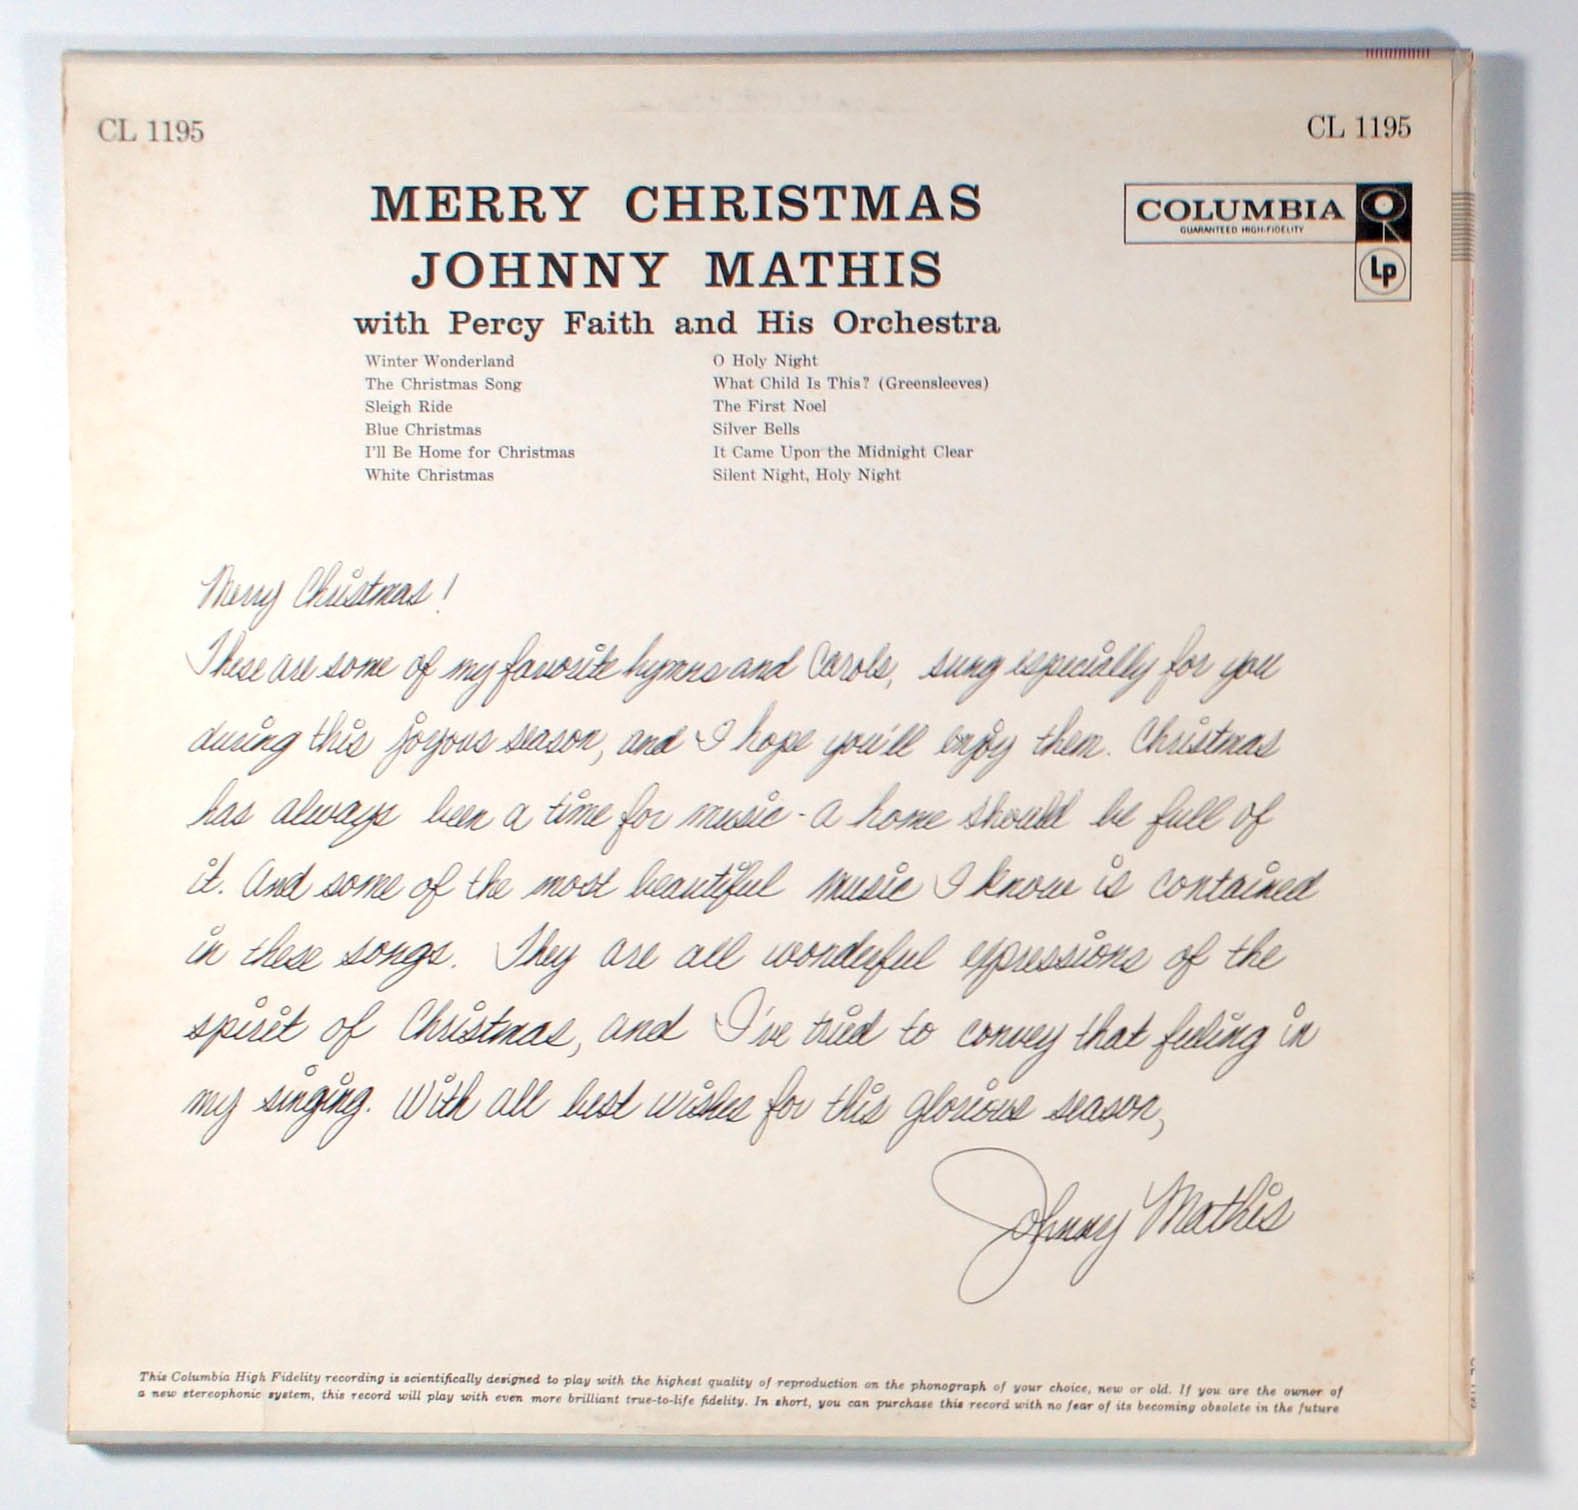 CL 1195
CL 1195
MERRY CHRISTMAS
JOHNNY MATHIS
with Percy Faith and His Orchestra
COLUMBIA
GUARANTEED HIGH-FIDELITY
Lp
Winter Wonderland
The Christmas Song
Sleigh Ride
Blue Christmas
I'll Be Home for Christmas
White Christmas
O Holy Night
What Child Is This? (Greensleeves)
The First Noel
Silver Bells
It Came Upon the Midnight Clear
Silent Night, Holy Night
Merry Christmas!
These are some of my favorite hymns and Carols, sung especially for you
during this joyous season, and I hope you'll enjoy them. Christmas
has always been a time for music - a home should be full of
it. And some of the most beautiful music I know is contained
in these songs. They are all wonderful expressions of the
spirit of Christmas, and I've tried to convey that feeling in
my singing. With all best wishes for this glorious season,
Johnny Mathis
This Columbia High Fidelity recording is scientifically designed to play with the highest quality of reproduction on the phonograph of your choice, new or old. If you are the owner of
a new stereophonic system, this record will play with even more brilliant true-to-life fidelity. In short, you can purchase this record with no fear of its becoming obsolete in the future